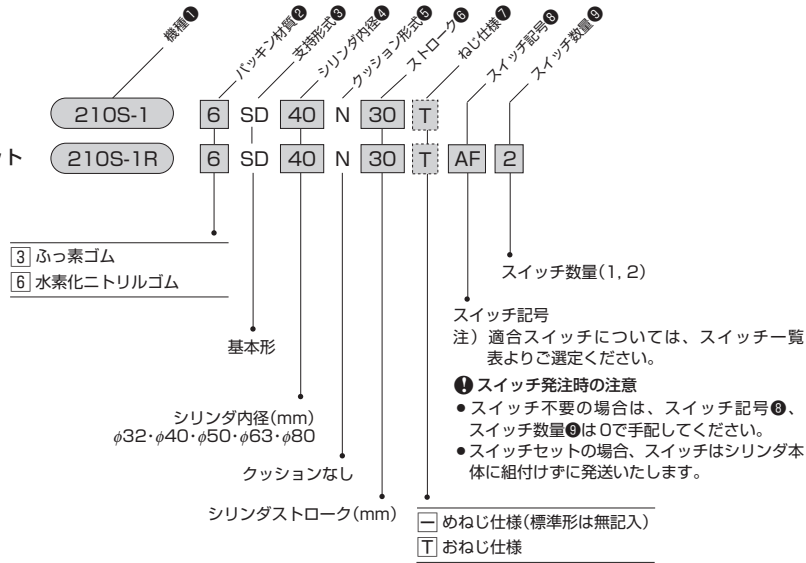 機種❶
パッキン材質❷
支持形式❸
シリンダ内径❹
クッション形式❺
ストローク❻
ねじ仕様❼
スイッチ記号❽
スイッチ数量❾
210S-1 6 SD 40 N 30 T
ット 210S-1R 6 SD 40 N 30 T AF 2
3 ふっ素ゴム
6 水素化ニトリルゴム
基本形
シリンダ内径(mm)
φ32・φ40・φ50・φ63・φ80
クッションなし
シリンダストローク(mm)
ー めねじ仕様(標準形は無記入)
T おねじ仕様
スイッチ数量(1, 2)
スイッチ記号
注）適合スイッチについては、スイッチ一覧
表よりご選定ください。
スイッチ発注時の注意
●スイッチ不要の場合は、スイッチ記号❽、
スイッチ数量❾は0で手配してください。
●スイッチセットの場合、スイッチはシリンダ本
体に組付けずに発送いたします。